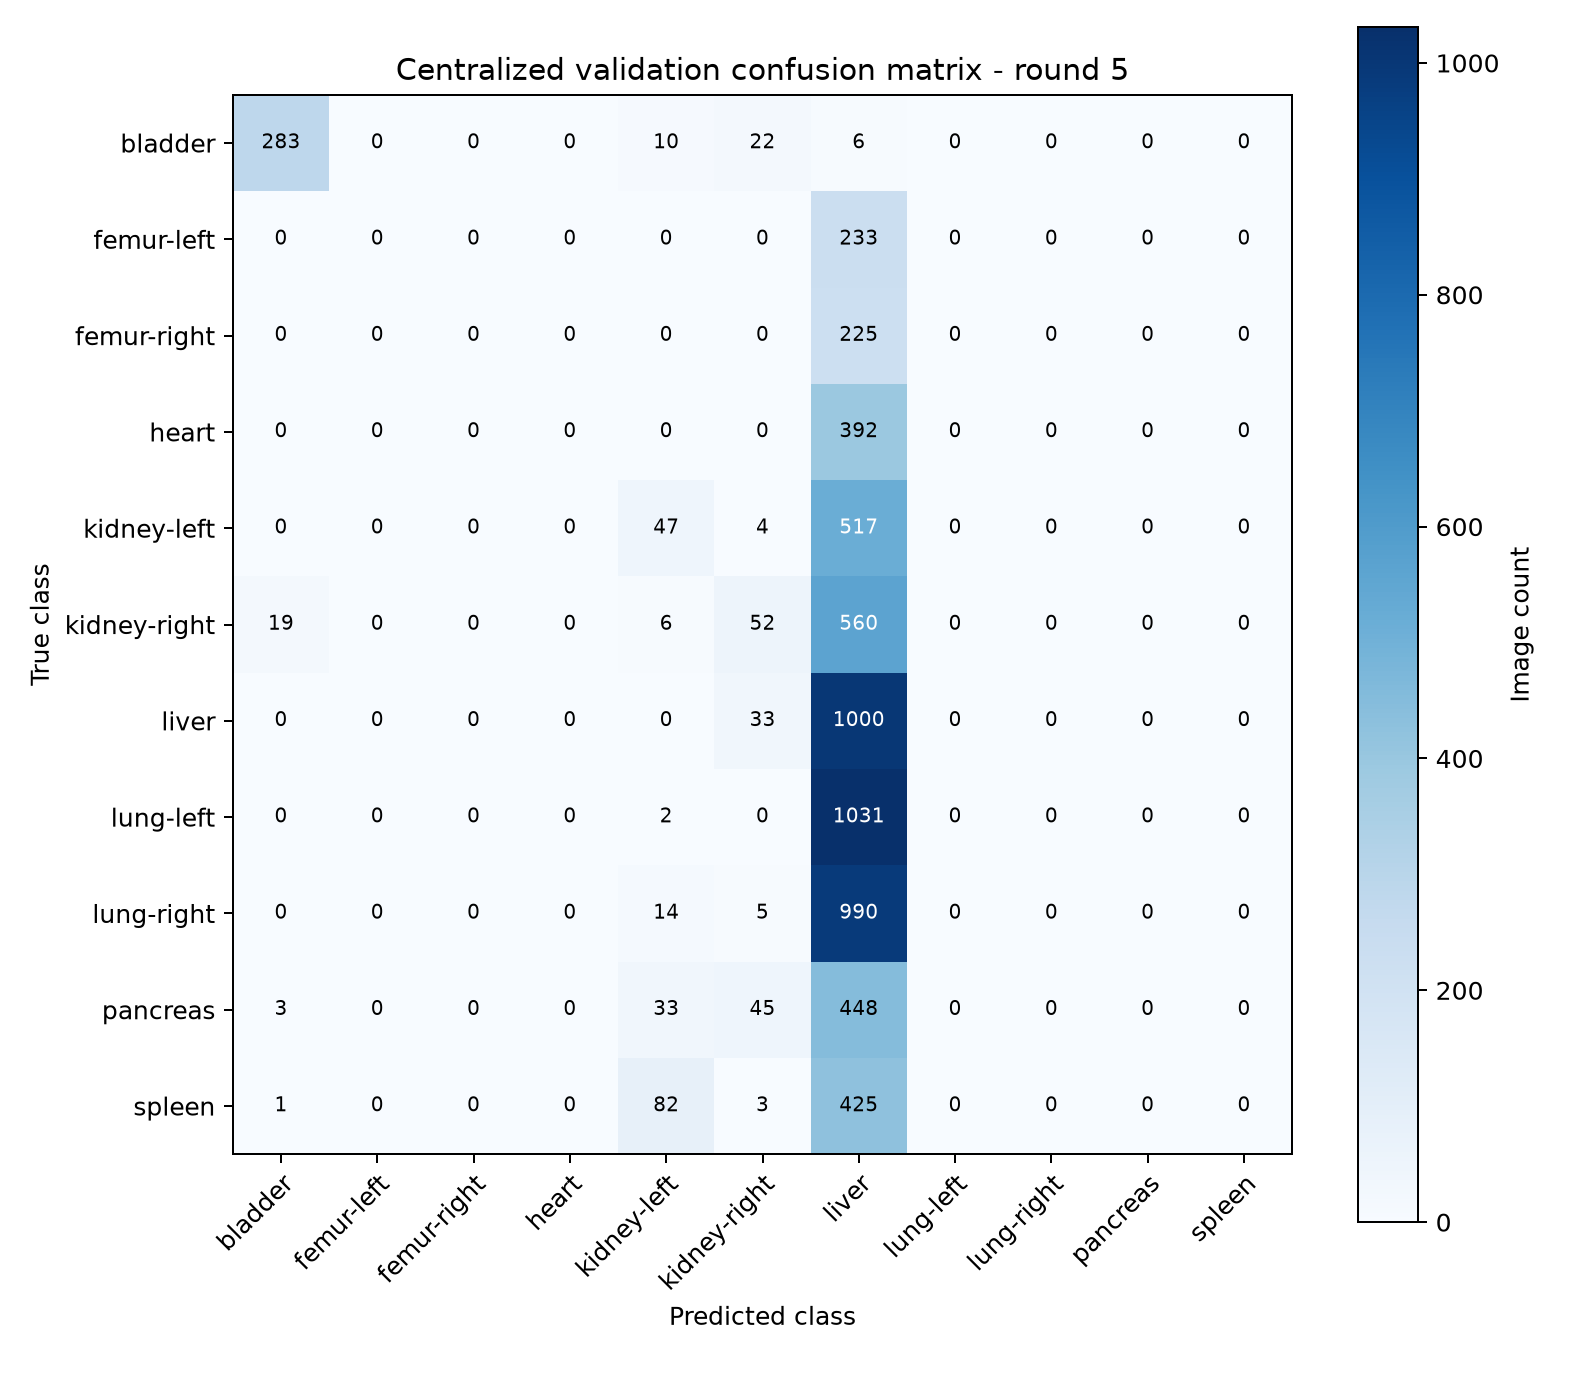 Centralized validation confusion matrix - round 5
bladder 283 0 0 0 10 22 6 0 0 0 0
femur-left 0 0 0 0 0 0 233 0 0 0 0
femur-right 0 0 0 0 0 0 225 0 0 0 0
heart 0 0 0 0 0 0 392 0 0 0 0
kidney-left 0 0 0 0 47 4 517 0 0 0 0
kidney-right 19 0 0 0 6 52 560 0 0 0 0
liver 0 0 0 0 0 33 1000 0 0 0 0
lung-left 0 0 0 0 2 0 1031 0 0 0 0
lung-right 0 0 0 0 14 5 990 0 0 0 0
pancreas 3 0 0 0 33 45 448 0 0 0 0
spleen 1 0 0 0 82 3 425 0 0 0 0
bladder femur-left femur-right heart kidney-left kidney-right liver lung-left lung-right pancreas spleen
Predicted class
True class
1000
800
600
400
200
0
Image count